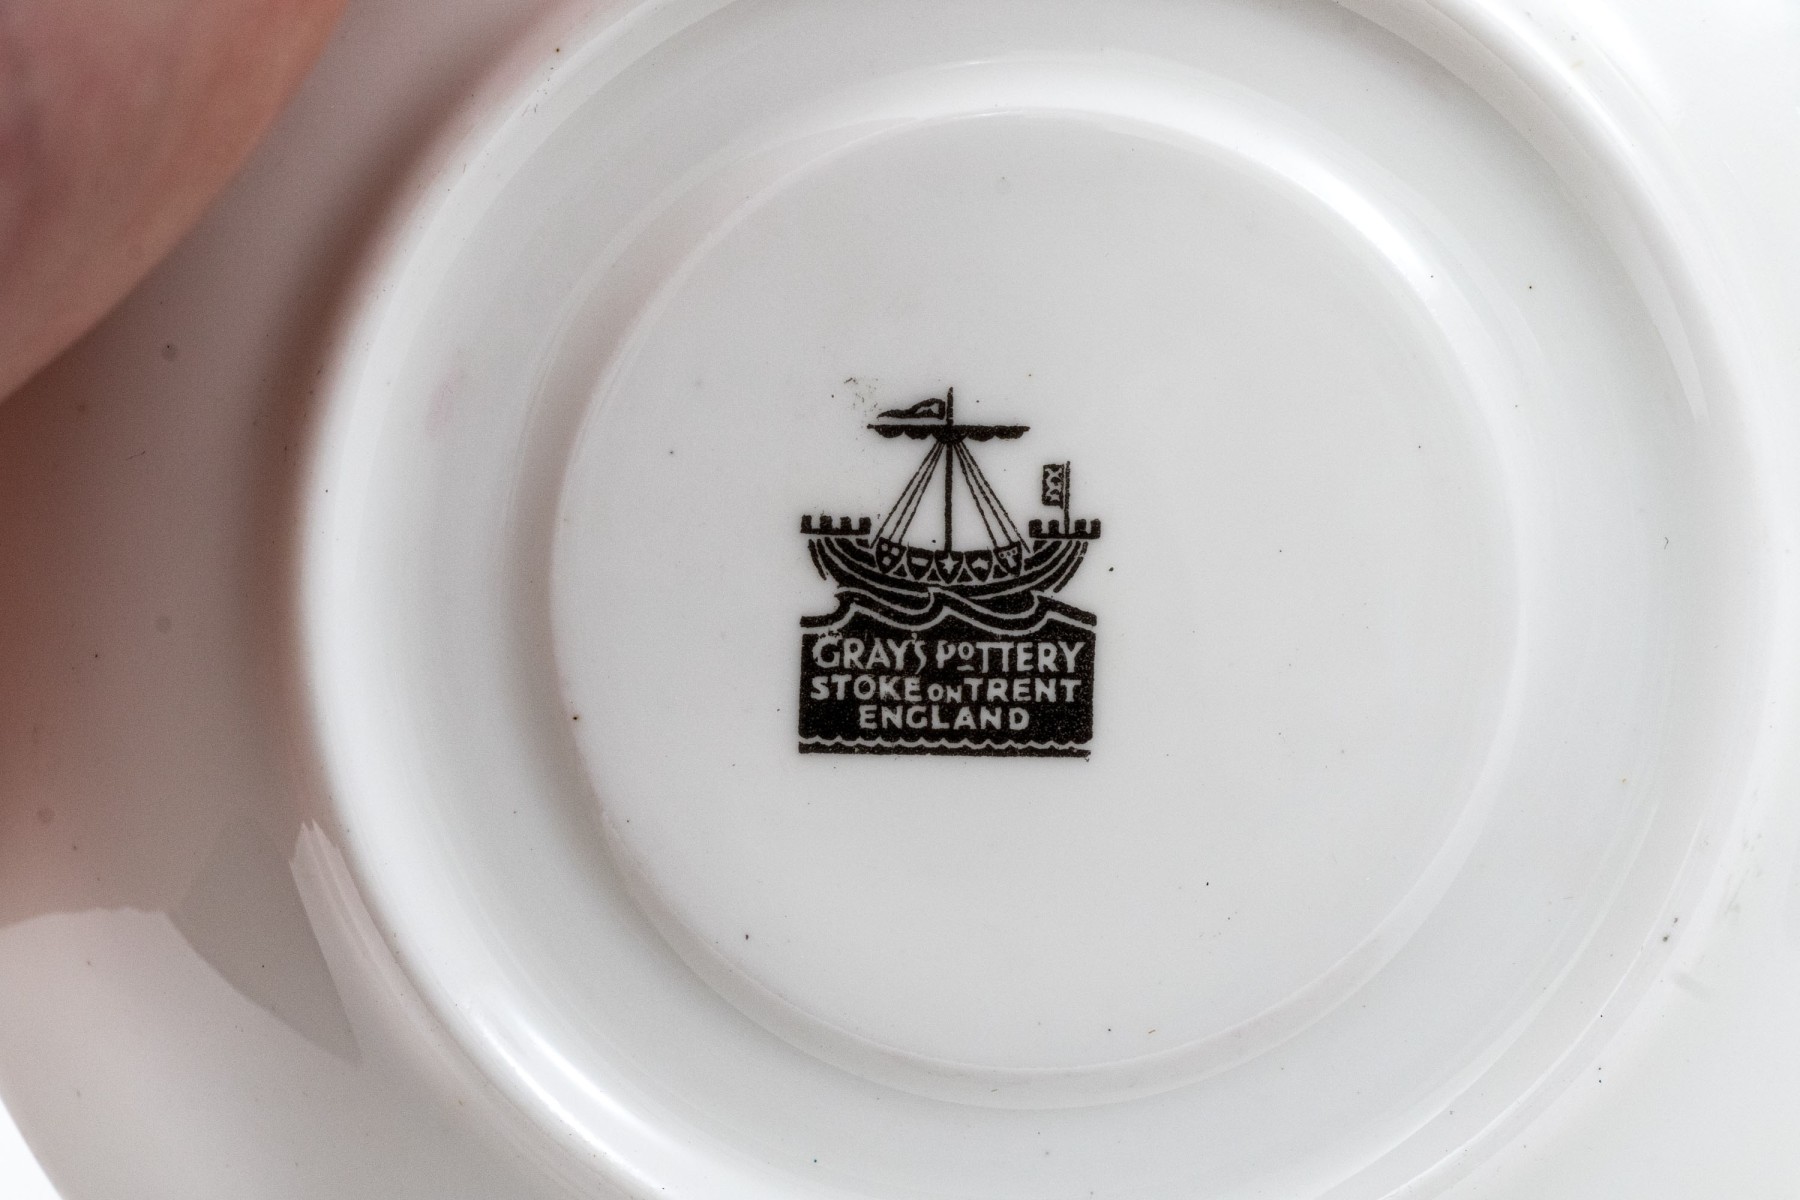 GRAY'S POTTERY
STOKE ON TRENT
ENGLAND